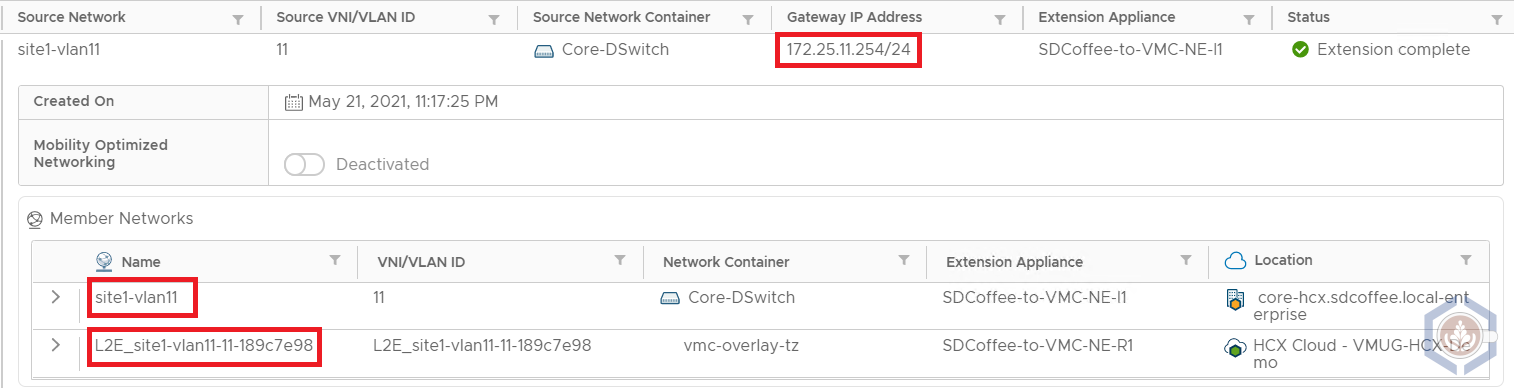 Source Network Source VNI/VLAN ID Source Network Container Gateway IP Address Extension Appliance Status
site1-vlan11 11 Core-DSwitch 172.25.11.254/24 SDCoffee-to-VMC-NE-I1 Extension complete
Created On May 21, 2021, 11:17:25 PM
Mobility Optimized
Networking
Deactivated
Member Networks
Name VNI/VLAN ID Network Container Extension Appliance Location
site1-vlan11 11 Core-DSwitch SDCoffee-to-VMC-NE-I1 core-hcx.sdcoffee.local-ent
erprise
L2E_site1-vlan11-11-189c7e98 L2E_site1-vlan11-11-189c7e98 vmc-overlay-tz SDCoffee-to-VMC-NE-R1 HCX Cloud - VMUG-HCX-De
mo